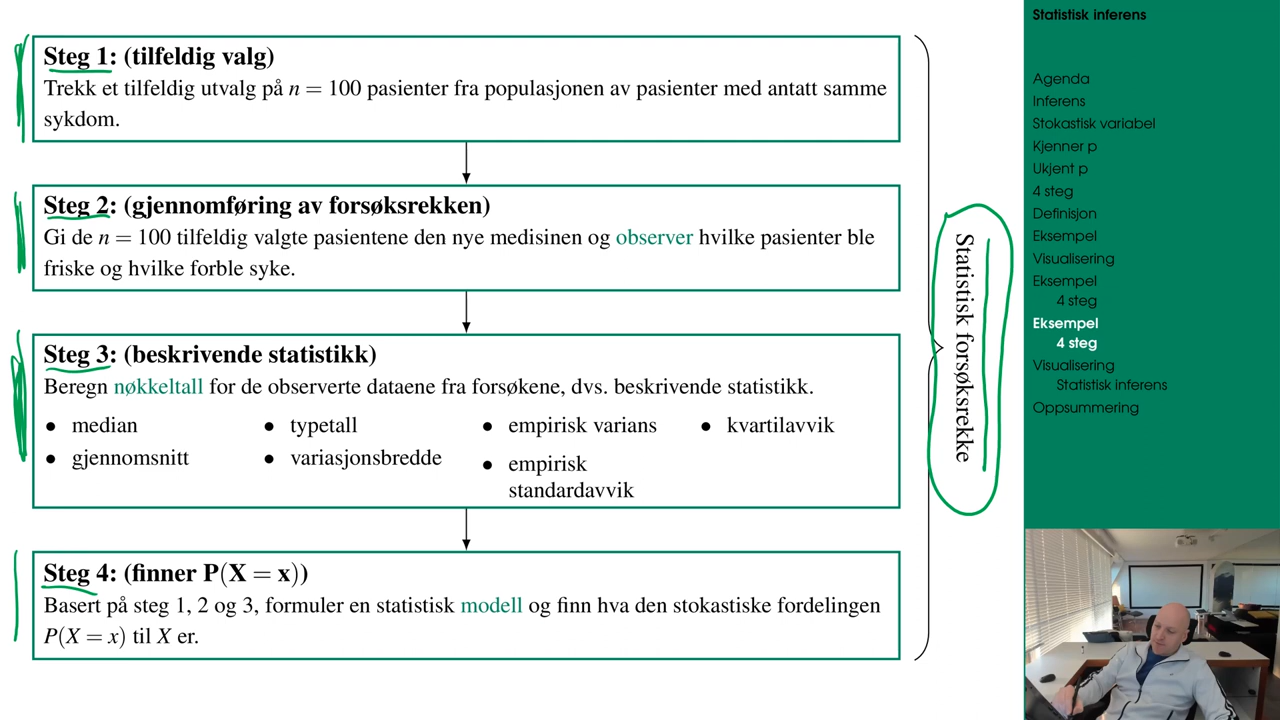 Steg 1: (tilfeldig valg)
Trekk et tilfeldig utvalg på n = 100 pasienter fra populasjonen av pasienter med antatt samme
sykdom.
Steg 2: (gjennomføring av forsøksrekken)
Gi de n = 100 tilfeldig valgte pasientene den nye medisinen og observer hvilke pasienter ble
friske og hvilke forble syke.
Steg 3: (beskrivende statistikk)
Beregn nøkkeltall for de observerte dataene fra forsøkene, dvs. beskrivende statistikk.
• median
• gjennomsnitt
• typetall
• variasjonsbredde
• empirisk varians
• empirisk
standardavvik
• kvartilavvik
Steg 4: (finner P(X = x))
Basert på steg 1, 2 og 3, formuler en statistisk modell og finn hva den stokastiske fordelingen
P(X = x) til X er.
Statistisk forsøksrekke
Statistisk inferens
Agenda
Inferens
Stokastisk variabel
Kjenner p
Ukjent p
4 steg
Definisjon
Eksempel
Visualisering
Eksempel
4 steg
Eksempel
4 steg
Visualisering
Statistisk inferens
Oppsummering